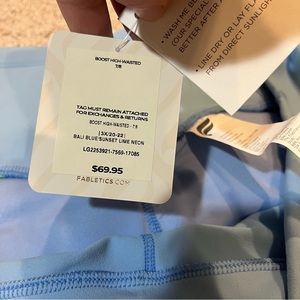 BOOST HIGH-WAISTED
7/8
TAG MUST REMAIN ATTACHED
FOR EXCHANGES & RETURNS
BOOST HIGH-WAISTED - 7/8
[ 3X/20-22 ]
BALI BLUE/SUNSET LIME NEON
LG2253921-7569-17085
$69.95
FABLETICS.COM
• WASH ME
(OUR SPECIAL
BETTER AFTER
• LINE DRY OR LAY FL
FROM DIRECT SUNLIGH